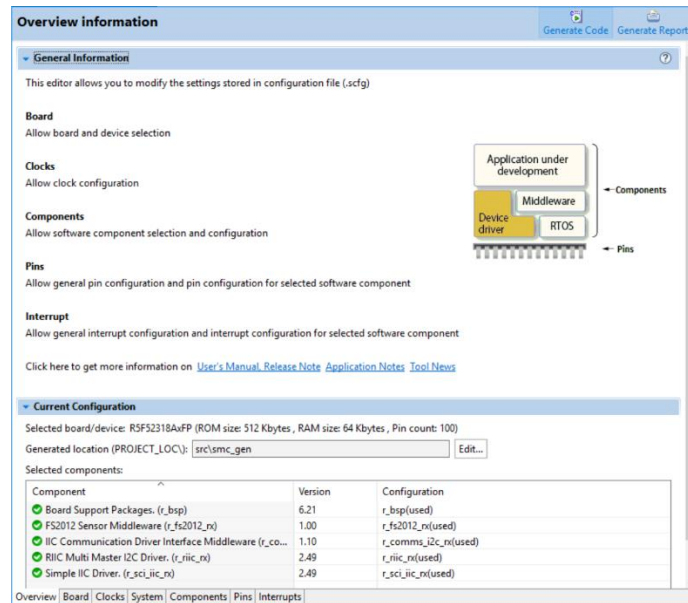 Overview information
Generate Code Generate Report
General Information
This editor allows you to modify the settings stored in configuration file (.scfg)
Board
Allow board and device selection
Clocks
Allow clock configuration
Components
Allow software component selection and configuration
Pins
Allow general pin configuration and pin configuration for selected software component
Interrupt
Allow general interrupt configuration and interrupt configuration for selected software component
Application under
development
Middleware
Device
driver
RTOS
Components
Pins
Click here to get more information on User's Manual, Release Note Application Notes Tool News
Current Configuration
Selected board/device: R5F52318AxFP (ROM size: 512 Kbytes , RAM size: 64 Kbytes , Pin count: 100)
Generated location (PROJECT_LOC\): src\smc_gen Edit...
Selected components:
Component Version Configuration
Board Support Packages. (r_bsp) 6.21 r_bsp(used)
FS2012 Sensor Middleware (r_fs2012_rx) 1.00 r_fs2012_rx(used)
IIC Communication Driver Interface Middleware (r_co... 1.10 r_comms_i2c_rx(used)
RIIC Multi Master I2C Driver. (r_riic_rx) 2.49 r_riic_rx(used)
Simple IIC Driver. (r_sci_iic_rx) 2.49 r_sci_iic_rx(used)
Overview Board Clocks System Components Pins Interrupts